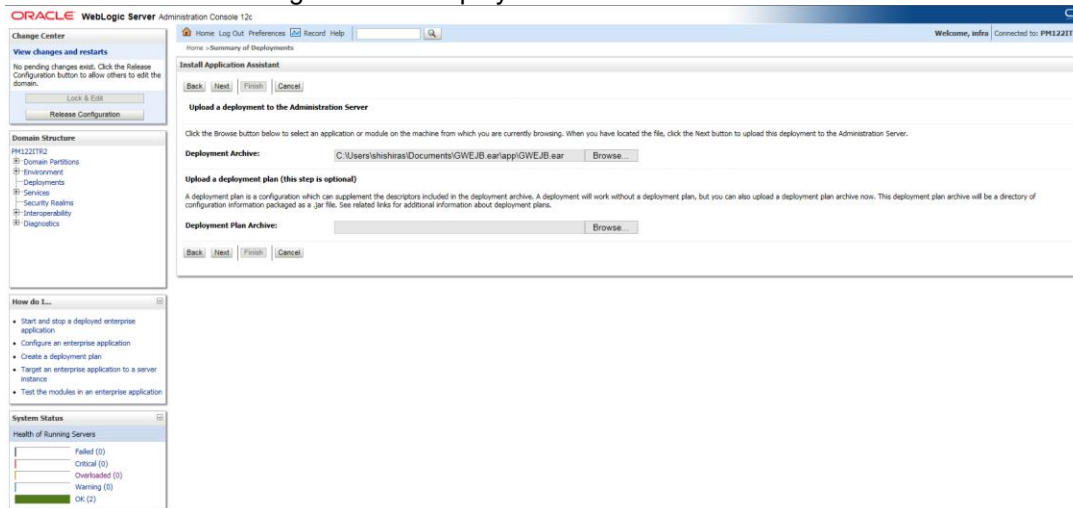 ORACLE WebLogic Server Administration Console 12c
Change Center
View changes and restarts
No pending changes exist. Click the Release
Configuration button to allow others to edit the
domain.
Lock & Edit
Release Configuration
Domain Structure
PM122ITR2
Domain Partitions
Environment
Deployments
Services
Security Realms
Interoperability
Diagnostics
How do I...
Start and stop a deployed enterprise
application
Configure an enterprise application
Create a deployment plan
Target an enterprise application to a server
instance
Test the modules in an enterprise application
System Status
Health of Running Servers
Failed (0)
Critical (0)
Overloaded (0)
Warning (0)
OK (2)
Home Log Out Preferences Record Help
Welcome, infra Connected to: PM122IT
Home >Summary of Deployments
Install Application Assistant
Back Next Finish Cancel
Upload a deployment to the Administration Server
Click the Browse button below to select an application or module on the machine from which you are currently browsing. When you have located the file, click the Next button to upload this deployment to the Administration Server.
Deployment Archive: C:\Users\shishiras\Documents\GWEJB.ear\app\GWEJB.ear Browse...
Upload a deployment plan (this step is optional)
A deployment plan is a configuration which can supplement the descriptors included in the deployment archive. A deployment will work without a deployment plan, but you can also upload a deployment plan archive now. This deployment plan archive will be a directory of
configuration information packaged as a .jar file. See related links for additional information about deployment plans.
Deployment Plan Archive: Browse...
Back Next Finish Cancel